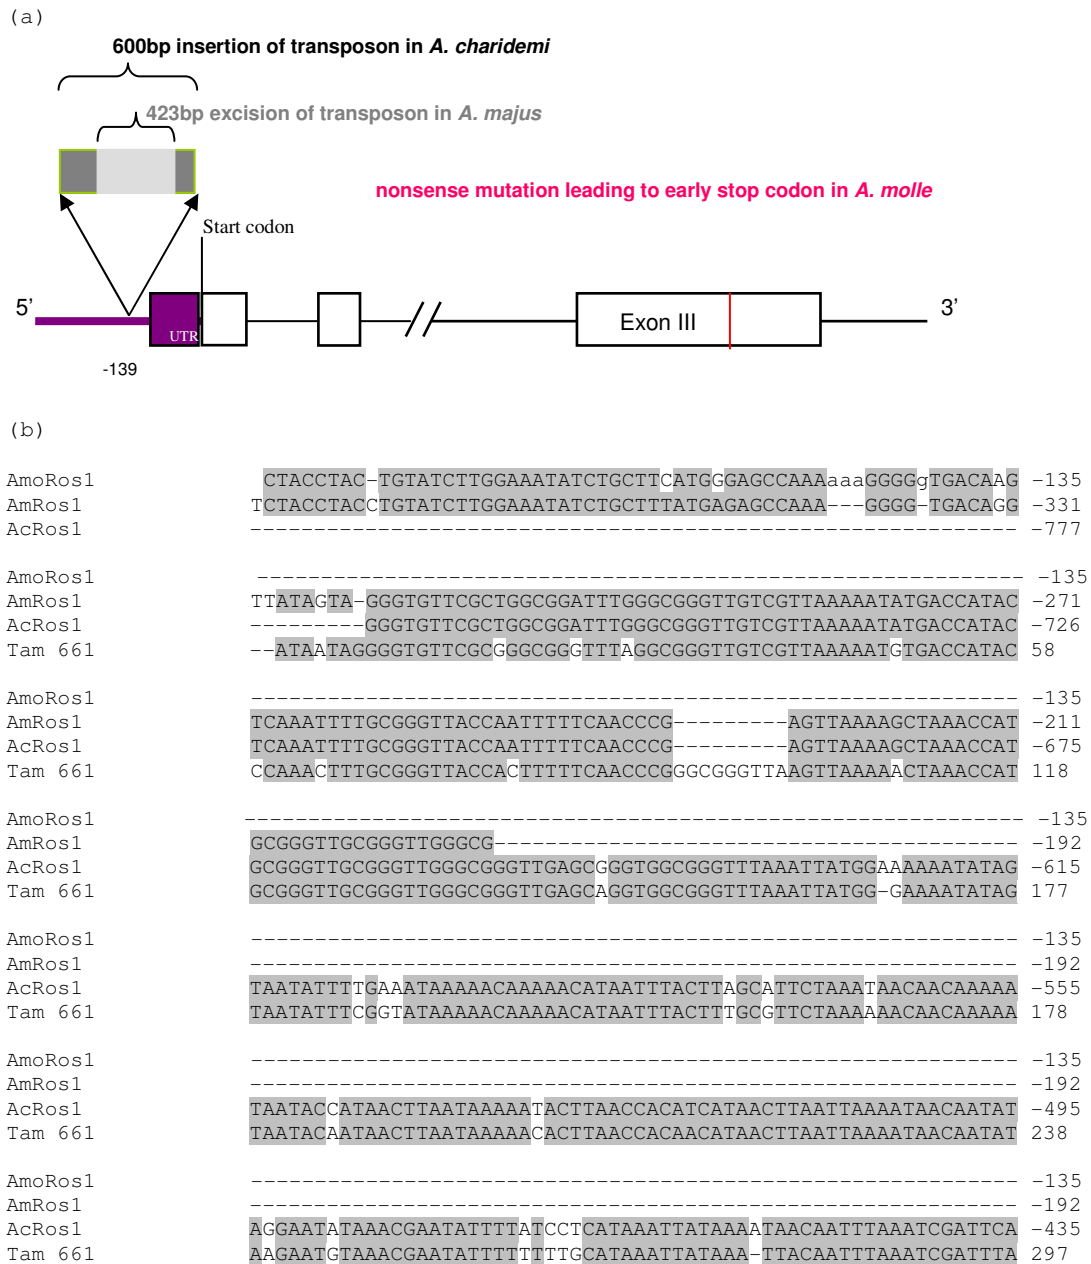 (a)
600bp insertion of transposon in A. charidemi
423bp excision of transposon in A. majus
nonsense mutation leading to early stop codon in A. molle
Start codon
5’
3’
UTR
Exon III
-139
(b)
AmoRos1 CTACCTAC-TGTATCTTGGAAATATCTGCTTCATGGGAGCCAAAaaaGGGGgTGACAAG -135
AmRos1 TCTACCTACCTGTATCTTGGAAATATCTGCTTTATGAGAGCCAAA---GGGG-TGACAGG -331
AcRos1 ------------------------------------------------------------ -777
AmoRos1 ------------------------------------------------------------ -135
AmRos1 TTATAGTA-GGGTGTTCGCTGGCGGATTTGGGCGGGTTGTCGTTAAAAATATGACCATAC -271
AcRos1 ---------GGGTGTTCGCTGGCGGATTTGGGCGGGTTGTCGTTAAAAATATGACCATAC -726
Tam 661 --ATAATAGGGGTGTTCGCGGGCGGGTTTAGGCGGGTTGTCGTTAAAAATGTGACCATAC 58
AmoRos1 ------------------------------------------------------------ -135
AmRos1 TCAAATTTTGCGGGTTACCAATTTTTCAACCCG---------AGTTAAAAGCTAAACCAT -211
AcRos1 TCAAATTTTGCGGGTTACCAATTTTTCAACCCG---------AGTTAAAAGCTAAACCAT -675
Tam 661 CCAAACTTTGCGGGTTACCACTTTTTCAACCCGGGCGGGTTAAGTTAAAAACTAAACCAT 118
AmoRos1 ------------------------------------------------------------- -135
AmRos1 GCGGGTTGCGGGTTGGGCG----------------------------------------- -192
AcRos1 GCGGGTTGCGGGTTGGGCGGGTTGAGCGGGTGGCGGGTTTAAATTATGGAAAAAATATAG -615
Tam 661 GCGGGTTGCGGGTTGGGCGGGTTGAGCAGGTGGCGGGTTTAAATTATGG-GAAAATATAG 177
AmoRos1 ------------------------------------------------------------ -135
AmRos1 ------------------------------------------------------------ -192
AcRos1 TAATATTTTGAAATAAAAACAAAAACATAATTTACTTAGCATTCTAAATAACAACAAAAA -555
Tam 661 TAATATTTCGGTATAAAAACAAAAACATAATTTACTTTGCGTTCTAAAAAACAACAAAAA 178
AmoRos1 ------------------------------------------------------------ -135
AmRos1 ------------------------------------------------------------ -192
AcRos1 TAATACCATAACTTAATAAAAATACTTAACCACATCATAACTTAATTAAAATAACAATAT -495
Tam 661 TAATACAATAACTTAATAAAAACACTTAACCACAACATAACTTAATTAAAATAACAATAT 238
AmoRos1 ------------------------------------------------------------ -135
AmRos1 ------------------------------------------------------------ -192
AcRos1 AGGAATATAAACGAATATTTTATCCTCATAAATTATAAAATAACAATTTAAATCGATTCA -435
Tam 661 AAGAATGTAAACGAATATTTTTTTTGCATAAATTATAAA-TTACAATTTAAATCGATTTA 297